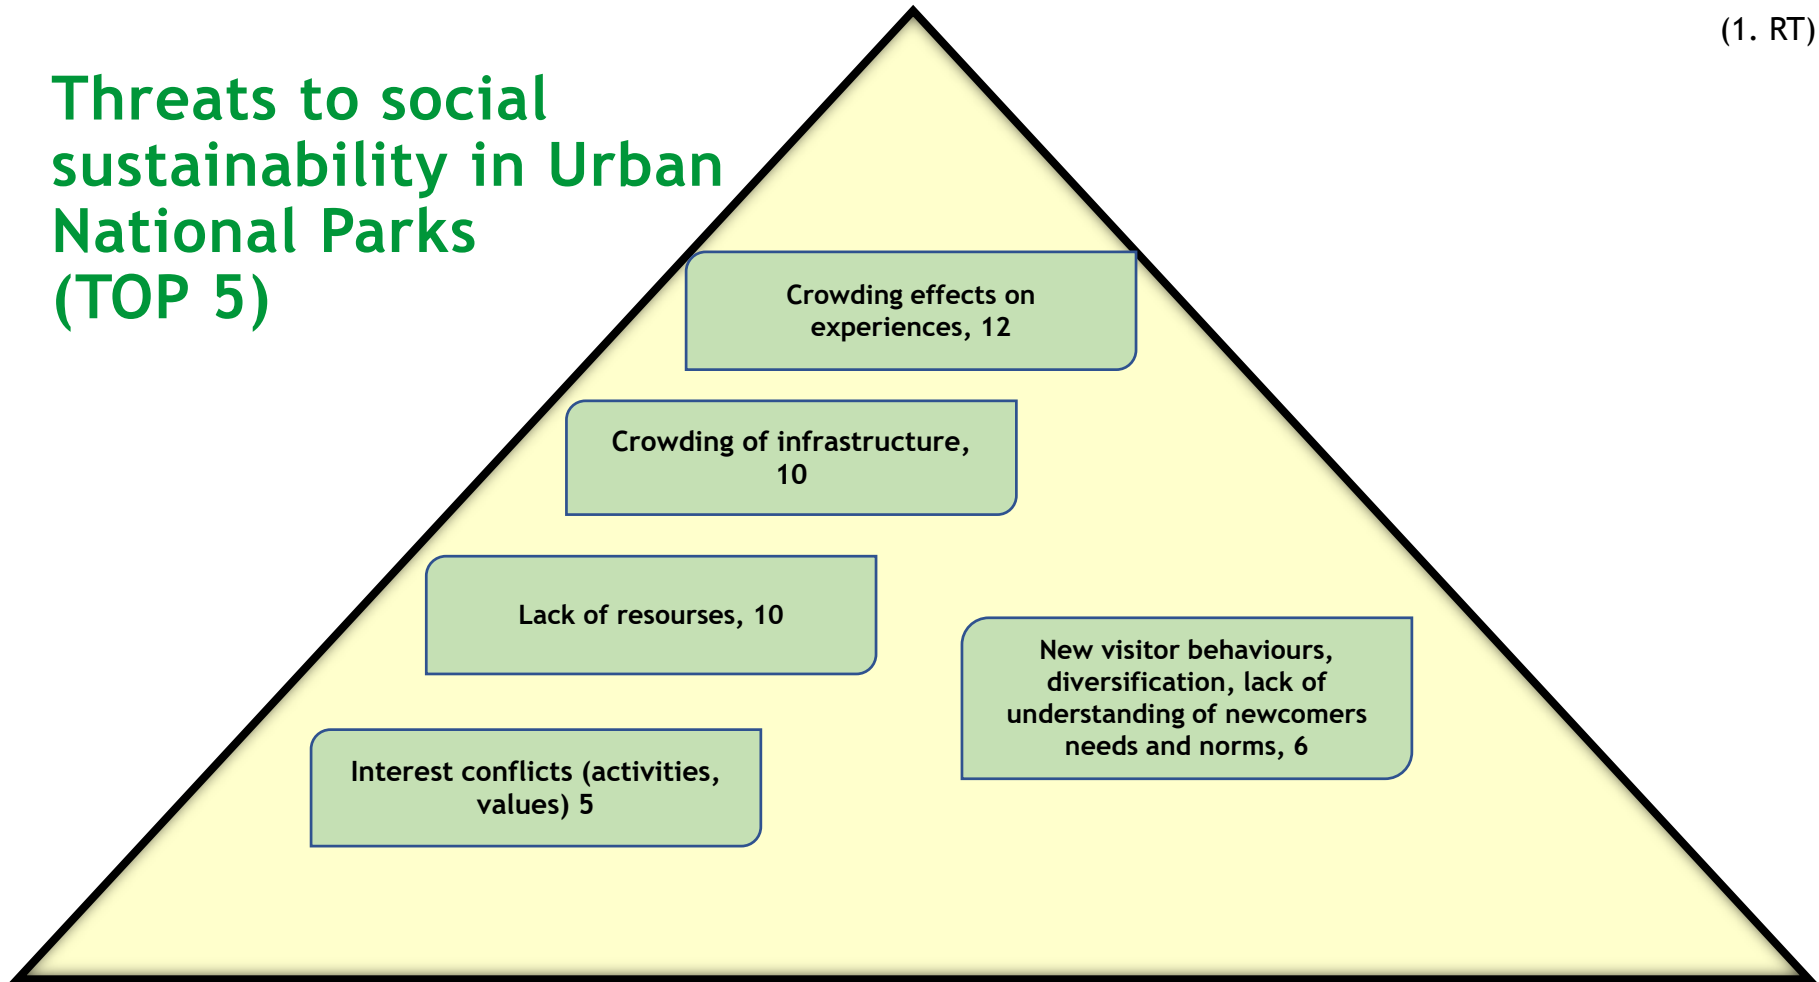 (1. RT)
Threats to social
sustainability in Urban
National Parks
(TOP 5)
Crowding effects on
experiences, 12
Crowding of infrastructure,
10
Lack of resourses, 10
New visitor behaviours,
diversification, lack of
understanding of newcomers
needs and norms, 6
Interest conflicts (activities,
values) 5